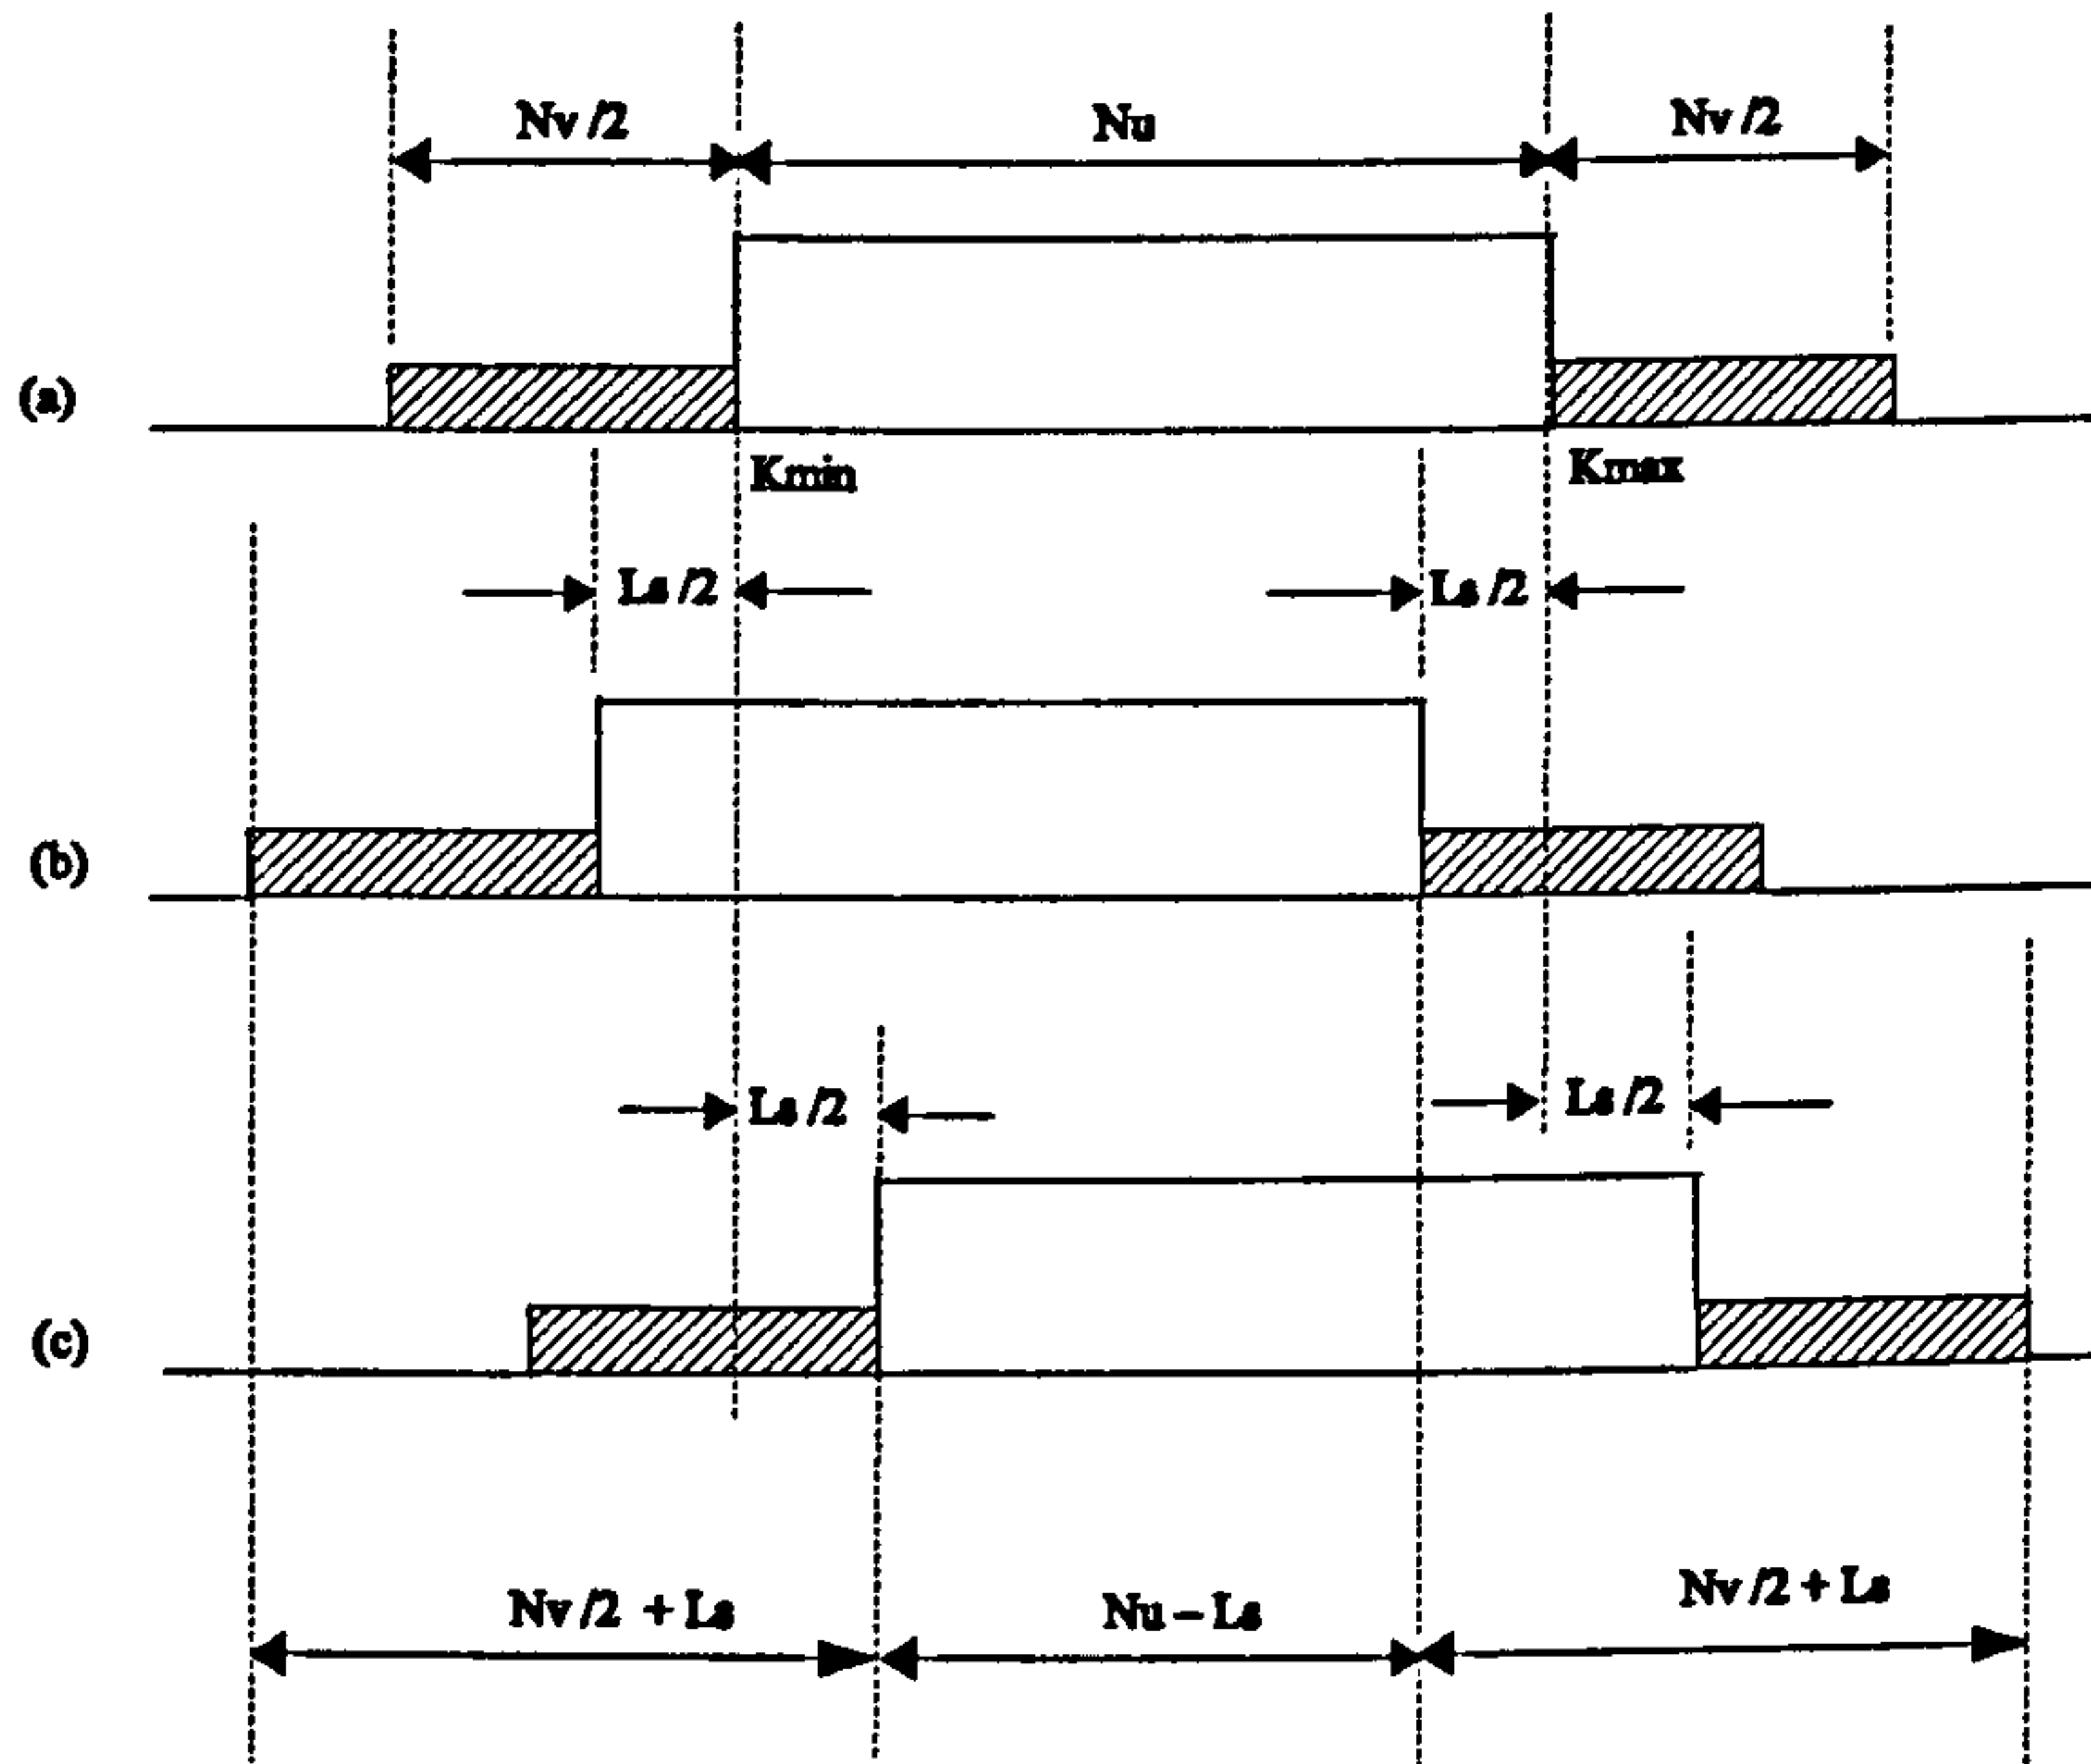 Nv /2
Nu
Nv /2
(a)
Kmin
Kmax
Ls /2
Ls /2
(b)
Ls /2
Ls /2
(c)
Nv /2 + Ls
Nu – Ls
Nv /2 + Ls